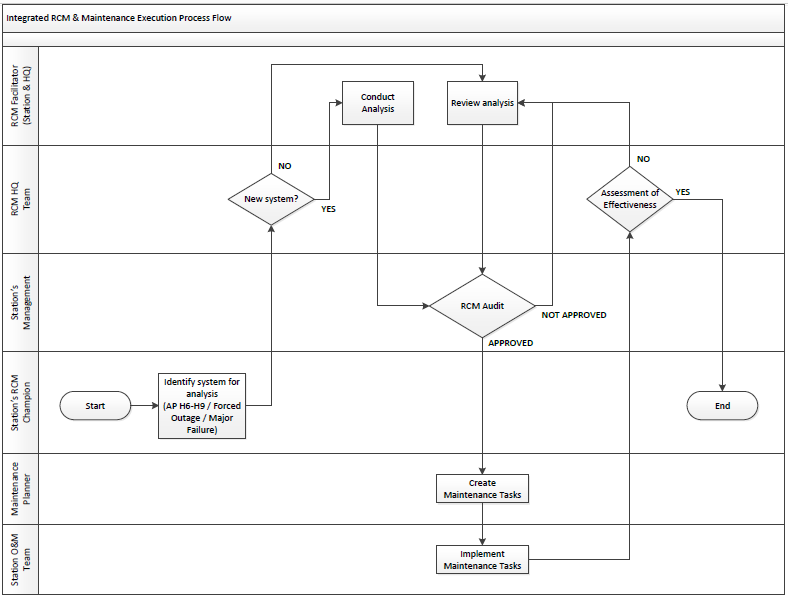 Integrated RCM & Maintenance Execution Process Flow
RCM Facilitator
(Station & HQ)
Conduct
Analysis
Review analysis
RCM HQ
Team
NO
New system?
YES
NO
Assessment of
Effectiveness
YES
Station's
Management
RCM Audit
NOT APPROVED
APPROVED
Station's RCM
Champion
Start
Identify system for
analysis
(AP H6-H9 / Forced
Outage / Major
Failure)
End
Maintenance
Planner
Create
Maintenance Tasks
Station O&M
Team
Implement
Maintenance Tasks